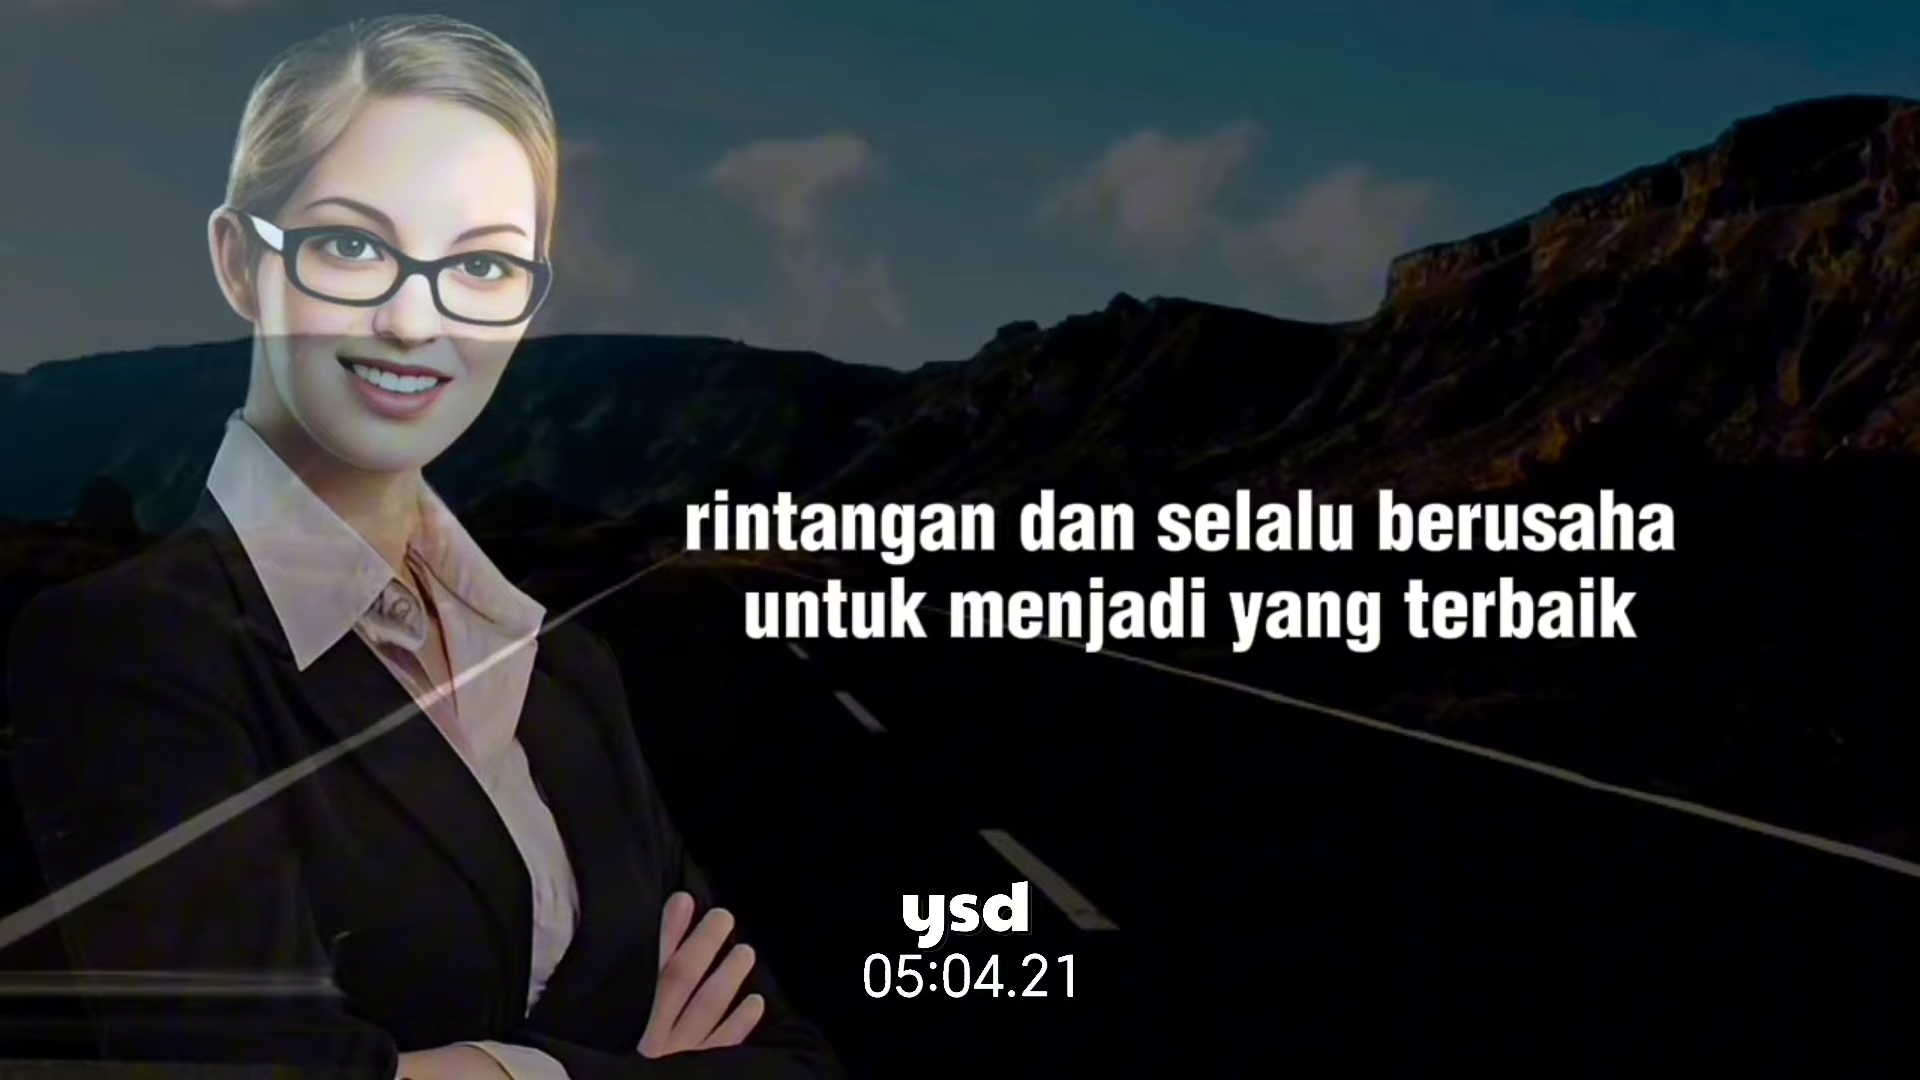 rintangan dan selalu berusaha
untuk menjadi yang terbaik
ysd
05:04.21